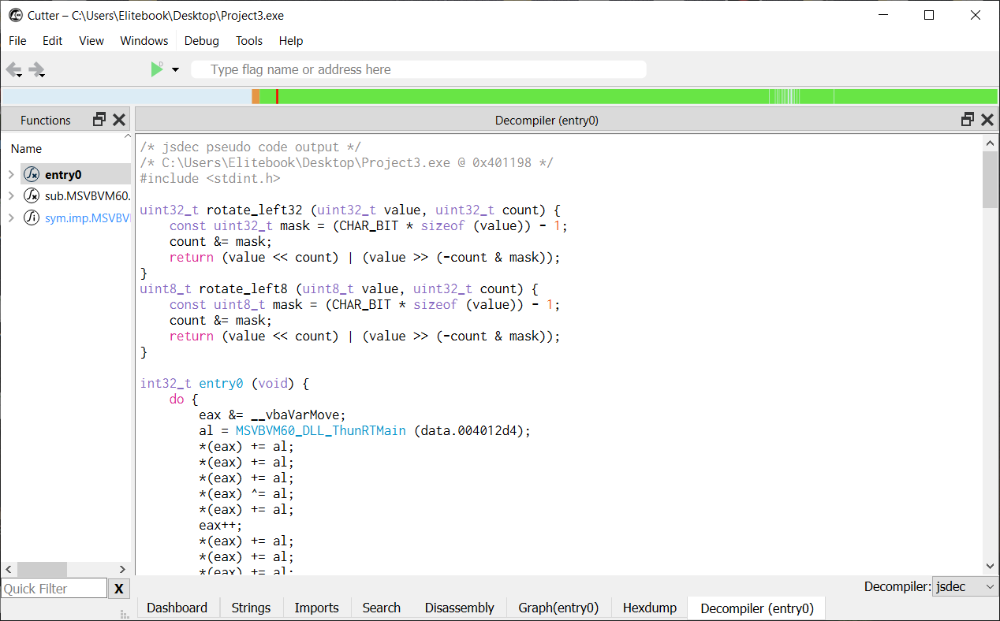 Cutter – C:\Users\Elitebook\Desktop\Project3.exe
File Edit View Windows Debug Tools Help
Type flag name or address here
Functions
Decompiler (entry0)
Name
entry0
sub.MSVBVM60.
sym.imp.MSVBV
/* jsdec pseudo code output */
/* C:\Users\Elitebook\Desktop\Project3.exe @ 0x401198 */
#include <stdint.h>
uint32_t rotate_left32 (uint32_t value, uint32_t count) {
    const uint32_t mask = (CHAR_BIT * sizeof (value)) - 1;
    count &= mask;
    return (value << count) | (value >> (-count & mask));
}
uint8_t rotate_left8 (uint8_t value, uint32_t count) {
    const uint8_t mask = (CHAR_BIT * sizeof (value)) - 1;
    count &= mask;
    return (value << count) | (value >> (-count & mask));
}
int32_t entry0 (void) {
    do {
        eax &= __vbaVarMove;
        al = MSVBVM60_DLL_ThunRTMain (data.004012d4);
        *(eax) += al;
        *(eax) += al;
        *(eax) += al;
        *(eax) ^= al;
        *(eax) += al;
        eax++;
        *(eax) += al;
        *(eax) += al;
        *(eax) += al;
Quick Filter
X
Decompiler: jsdec
Dashboard Strings Imports Search Disassembly Graph(entry0) Hexdump Decompiler (entry0)